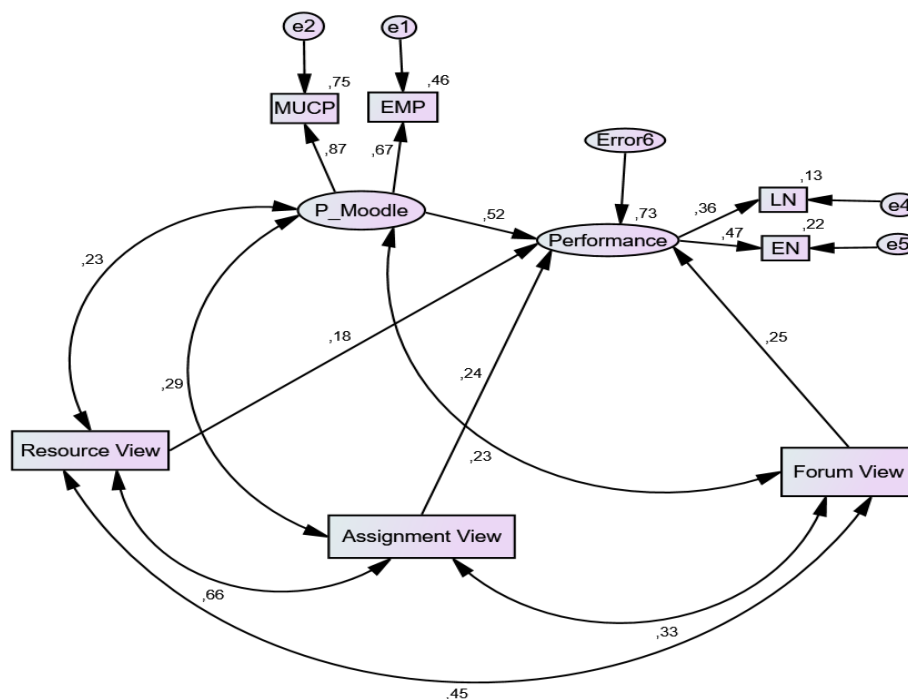 e2
e1
,75
,46
MUCP
EMP
,87
,67
Error6
,13
LN
e4
P_Moodle
,52
,73
,36
,22
Performance
,47
EN
e5
,23
,18
,25
,29
,24
Resource View
,23
Forum View
Assignment View
,66
,33
,45